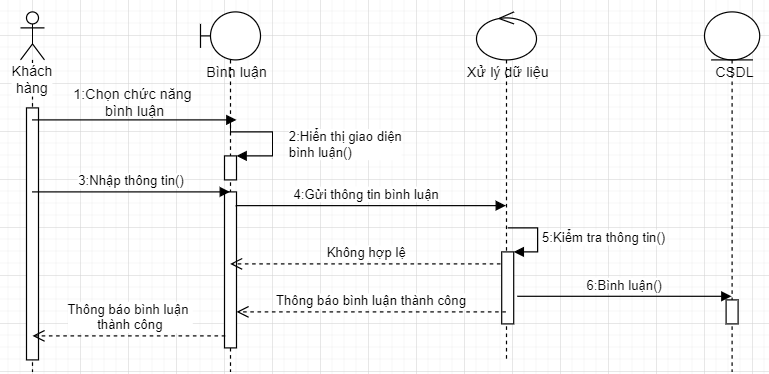 Khách
hàng
Bình luận
Xử lý dữ liệu
CSDL
1:Chọn chức năng
bình luận
2:Hiển thị giao diện
bình luận()
3:Nhập thông tin()
4:Gửi thông tin bình luận
5:Kiểm tra thông tin()
Không hợp lệ
6:Bình luận()
Thông báo bình luận thành công
Thông báo bình luận
thành công